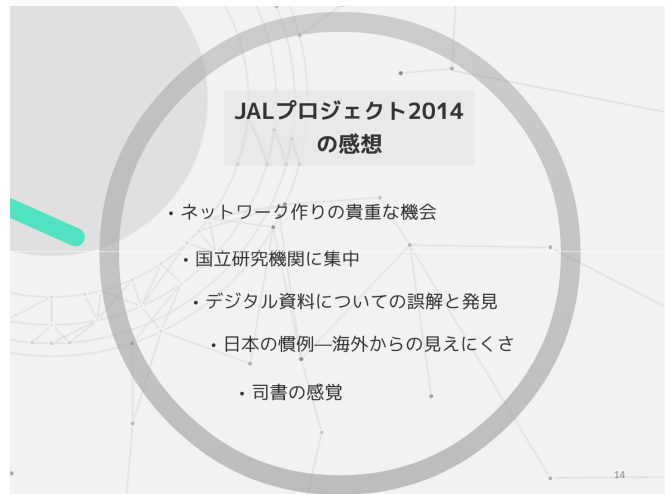 JALプロジェクト2014
の感想
・ネットワーグ作りの貴重な機会
・国立研究機関に集中
・デジタル資料についての誤解と発見
・日本の慣例―海外からの見えにくさ
・司書の感覚
14